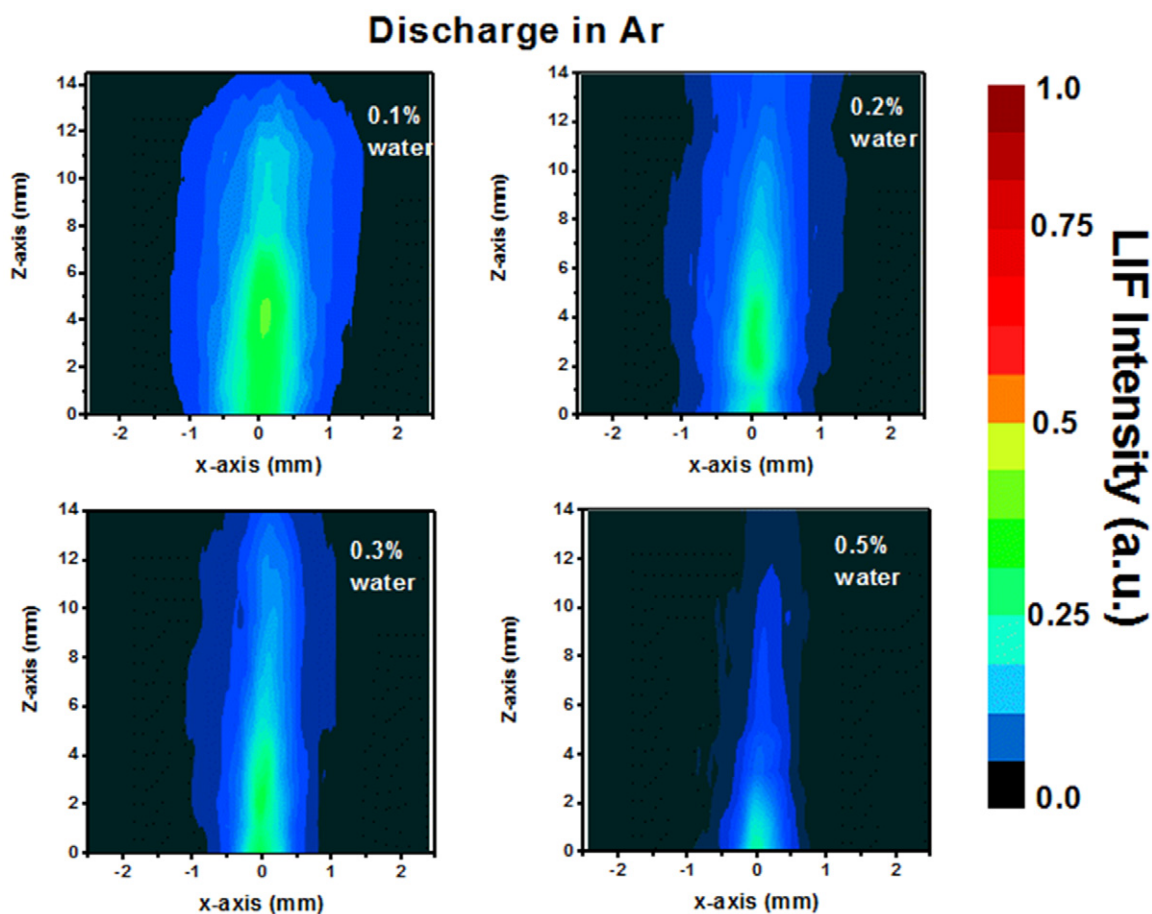 Discharge in Ar
14
12
10
8
6
4
2
0
Z-axis (mm)
0.1%
water
-2 -1 0 1 2
x-axis (mm)
14
12
10
8
6
4
2
0
Z-axis (mm)
0.2%
water
-2 -1 0 1 2
x-axis (mm)
14
12
10
8
6
4
2
0
Z-axis (mm)
0.3%
water
-2 -1 0 1 2
x-axis (mm)
14
12
10
8
6
4
2
0
Z-axis (mm)
0.5%
water
-2 -1 0 1 2
x-axis (mm)
1.0
0.75
0.5
0.25
0.0
LIF Intensity (a.u.)